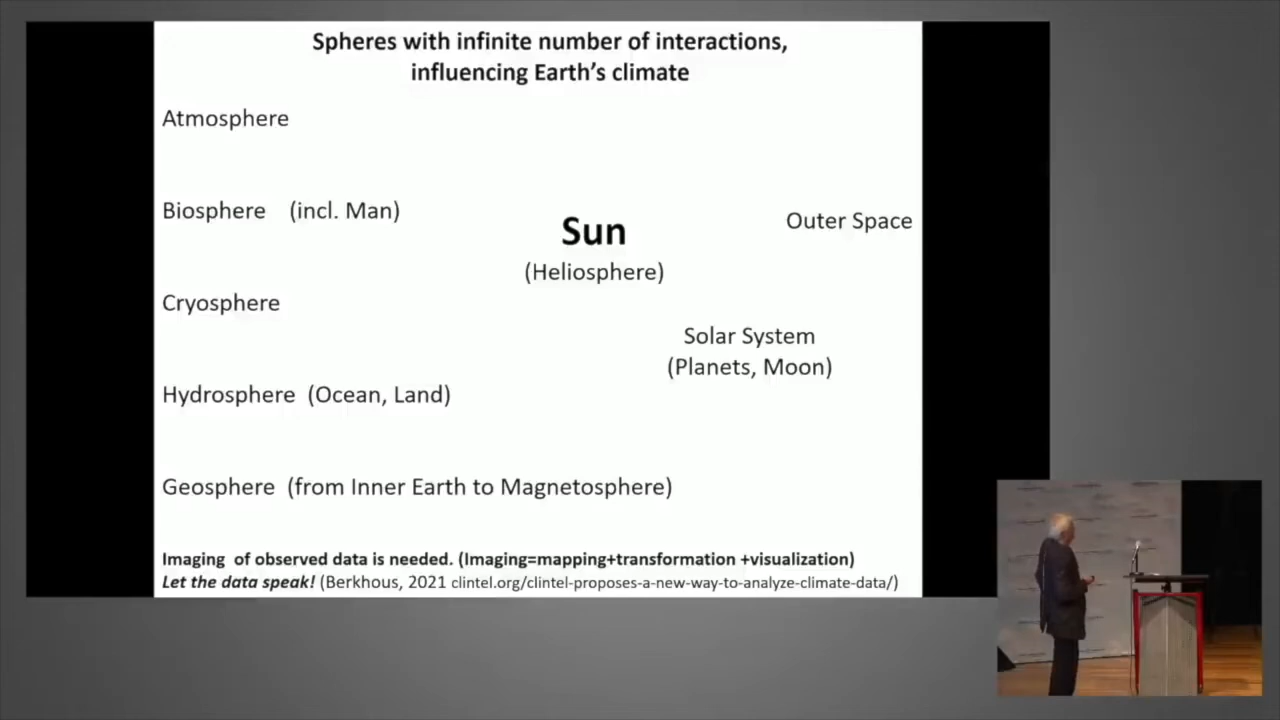 Spheres with infinite number of interactions,
influencing Earth's climate
Atmosphere
Biosphere (incl. Man)
Outer Space
Sun
(Heliosphere)
Cryosphere
Solar System
(Planets, Moon)
Hydrosphere (Ocean, Land)
Geosphere (from Inner Earth to Magnetosphere)
Imaging of observed data is needed. (Imaging=mapping+transformation +visualization)
Let the data speak! (Berkhous, 2021 clintel.org/clintel-proposes-a-new-way-to-analyze-climate-data/)